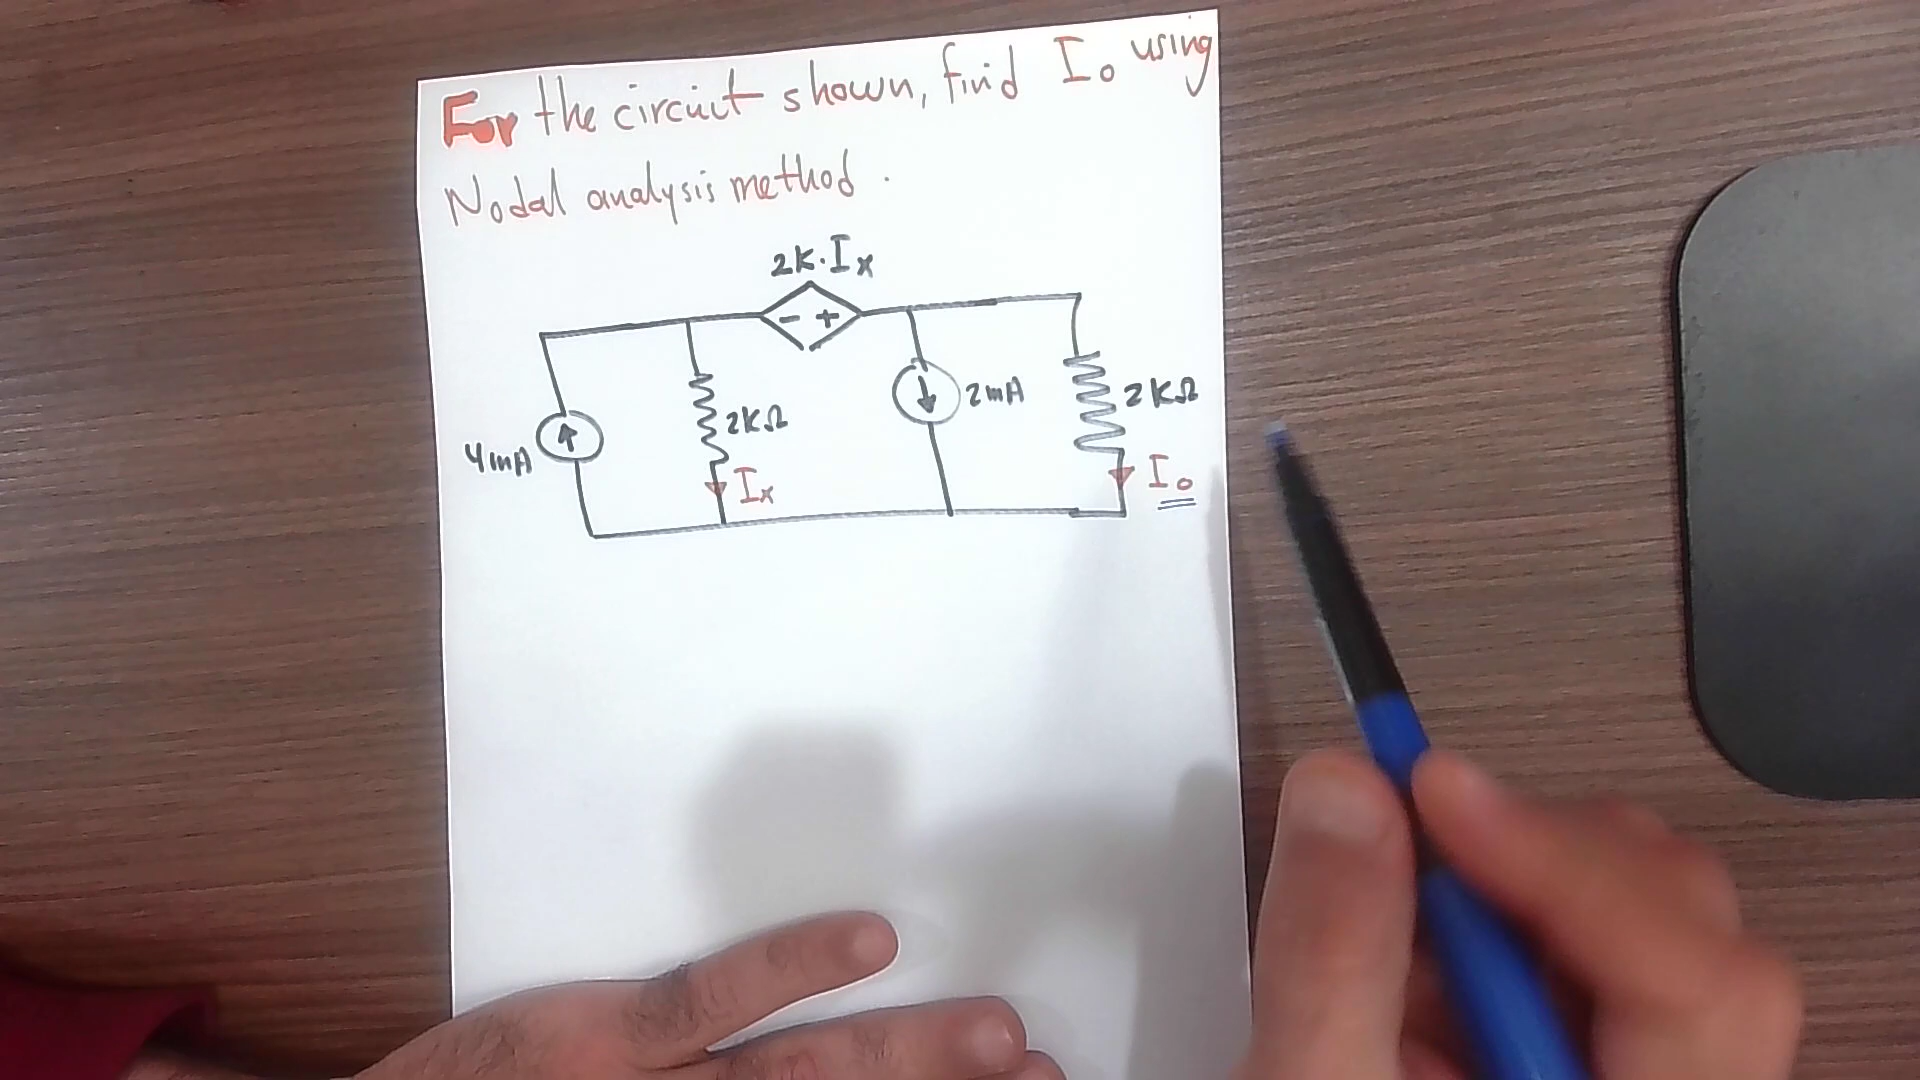 For the circuit shown, find Io using
Nodal analysis method.
2K·Ix
- +
4mA
2KΩ
Ix
2mA
2KΩ
Io